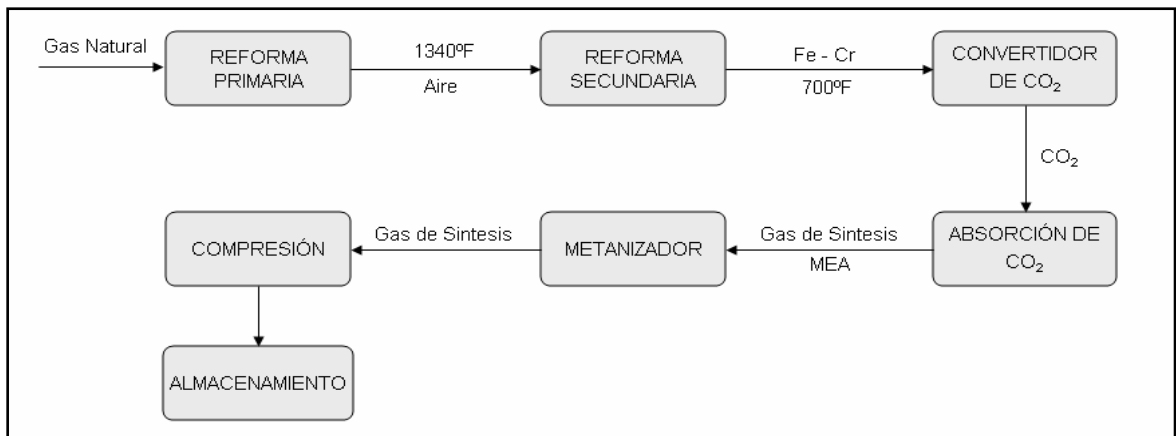 Gas Natural
REFORMA
PRIMARIA
1340ºF
Aire
REFORMA
SECUNDARIA
Fe - Cr
700ºF
CONVERTIDOR
DE CO₂
CO₂
COMPRESIÓN
Gas de Sintesis
METANIZADOR
Gas de Sintesis
MEA
ABSORCIÓN DE
CO₂
ALMACENAMIENTO